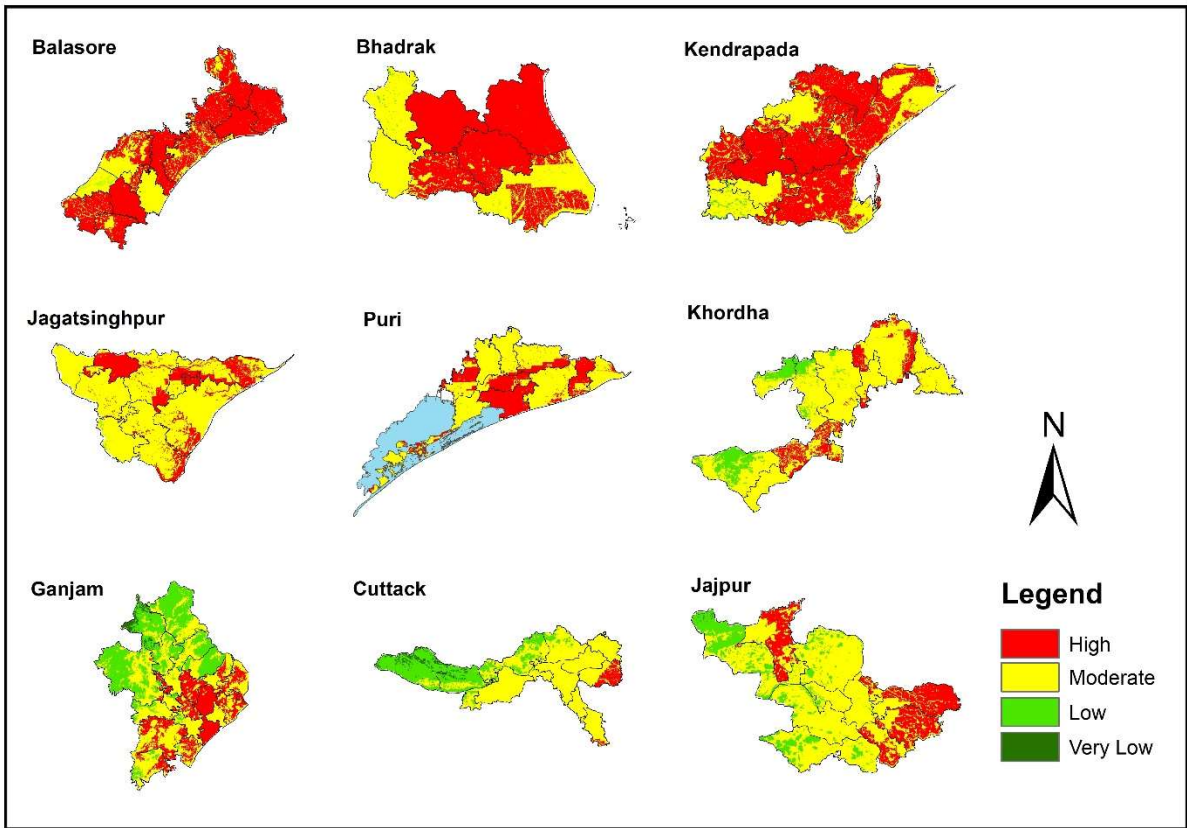 Balasore
Bhadrak
Kendrapada
Jagatsinghpur
Puri
Khordha
N
Ganjam
Cuttack
Jajpur
Legend
High
Moderate
Low
Very Low